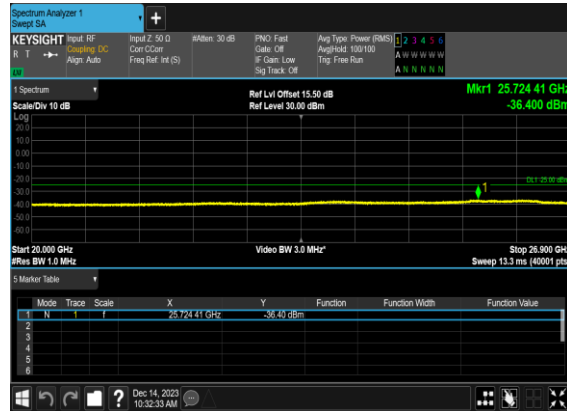 Spectrum Analyzer 1
Swept SA
+
KEYSIGHT Input: RF Input Z: 50 Ω #Atten: 30 dB PNO: Fast Avg Type: Power (RMS) 1 2 3 4 5 6
R T Coupling: DC Corr CCorr Gate: Off Avg|Hold: 100/100 A W W W W W
Align: Auto Freq Ref: Int (S) IF Gain: Low Trig: Free Run
Sig Track: Off A N N N N N
LW
1 Spectrum Ref Lvl Offset 15.50 dB Mkr1 25.724 41 GHz
Scale/Div 10 dB Ref Level 30.00 dBm -36.400 dBm
Log
20.0
10.0
0.00
-10.0
-20.0 DL1 -25.00 dBm
-30.0 1
-40.0
-50.0
-60.0
Start 20.000 GHz Video BW 3.0 MHz* Stop 26.900 GHz
#Res BW 1.0 MHz Sweep 13.3 ms (40001 pts)
5 Marker Table
Mode Trace Scale X Y Function Function Width Function Value
1 N 1 f 25.724 41 GHz -36.40 dBm
2
3
4
5
6
? Dec 14, 2023
10:32:33 AM